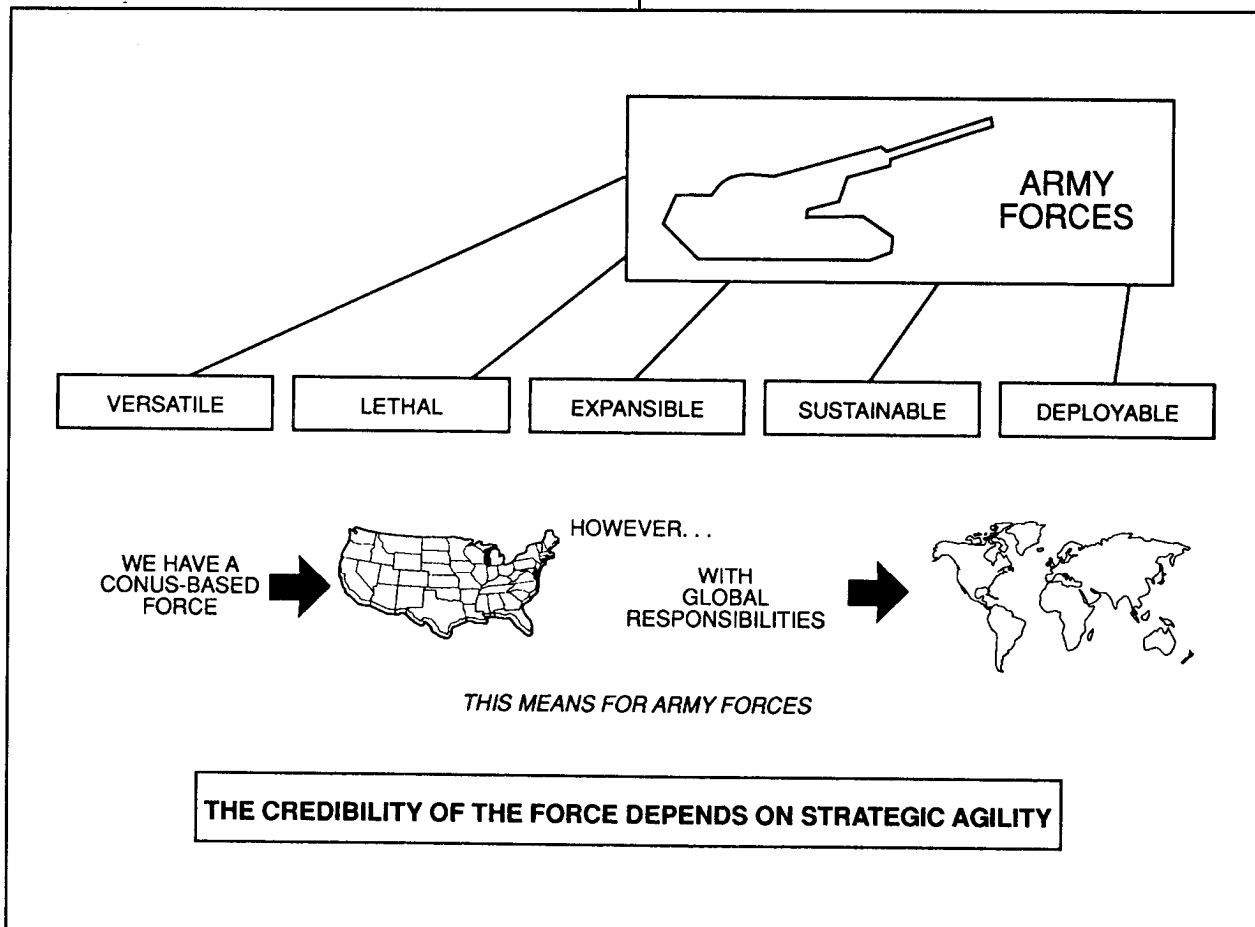 ARMY
FORCES
VERSATILE
LETHAL
EXPANSIBLE
SUSTAINABLE
DEPLOYABLE
WE HAVE A
CONUS-BASED
FORCE
HOWEVER. . .
WITH
GLOBAL
RESPONSIBILITIES
THIS MEANS FOR ARMY FORCES
THE CREDIBILITY OF THE FORCE DEPENDS ON STRATEGIC AGILITY